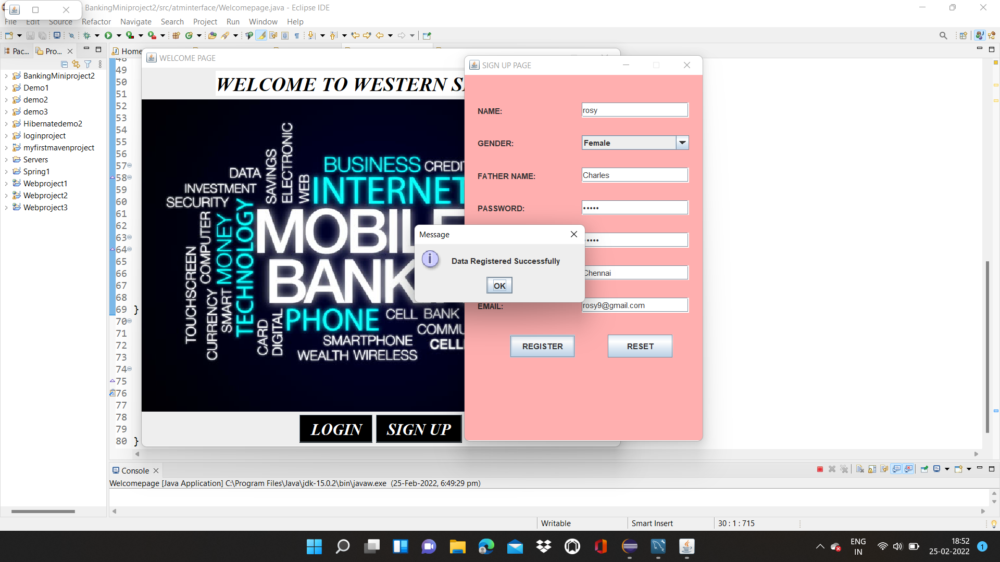 BankingMiniproject2/src/atminterface/Welcomepage.java - Eclipse IDE
File Edit Source Refactor Navigate Search Project Run Window Help
Pac... Pro...
BankingMiniproject2
Demo1
demo2
demo3
Hibernatedemo2
loginproject
myfirstmavenproject
Servers
Spring1
Webproject1
Webproject2
Webproject3
Home
48
49
50
51
52
53
54
55
56
57
58
59
60
61
62
63
64
65
66
67
68
69 }
70
71
72
73
74
75
76
77
78
79
80 }
WELCOME PAGE
WELCOME TO WESTERN
ELECTRONIC
SAVINGS
BUSINESS CREDIT
DATA
WEB
INTERNET
INVESTMENT
SECURITY
TECHNOLOGY
MONEY
COMPUTER
TOUCHSCREEN
MOBILE
BANK
CURRENCY
SMART
CARD
DIGITAL
PHONE
CELL BANK
COMMU
SMARTPHONE
CELL
WEALTH WIRELESS
LOGIN SIGN UP
SIGN UP PAGE
NAME: rosy
GENDER: Female
FATHER NAME: Charles
PASSWORD: •••••
•••••
Chennai
EMAIL: rosy9@gmail.com
REGISTER RESET
Message
Data Registered Successfully
OK
Console
Welcomepage [Java Application] C:\Program Files\Java\jdk-15.0.2\bin\javaw.exe (25-Feb-2022, 6:49:29 pm)
Writable Smart Insert 30 : 1 : 715
ENG
IN
18:52
25-02-2022
1